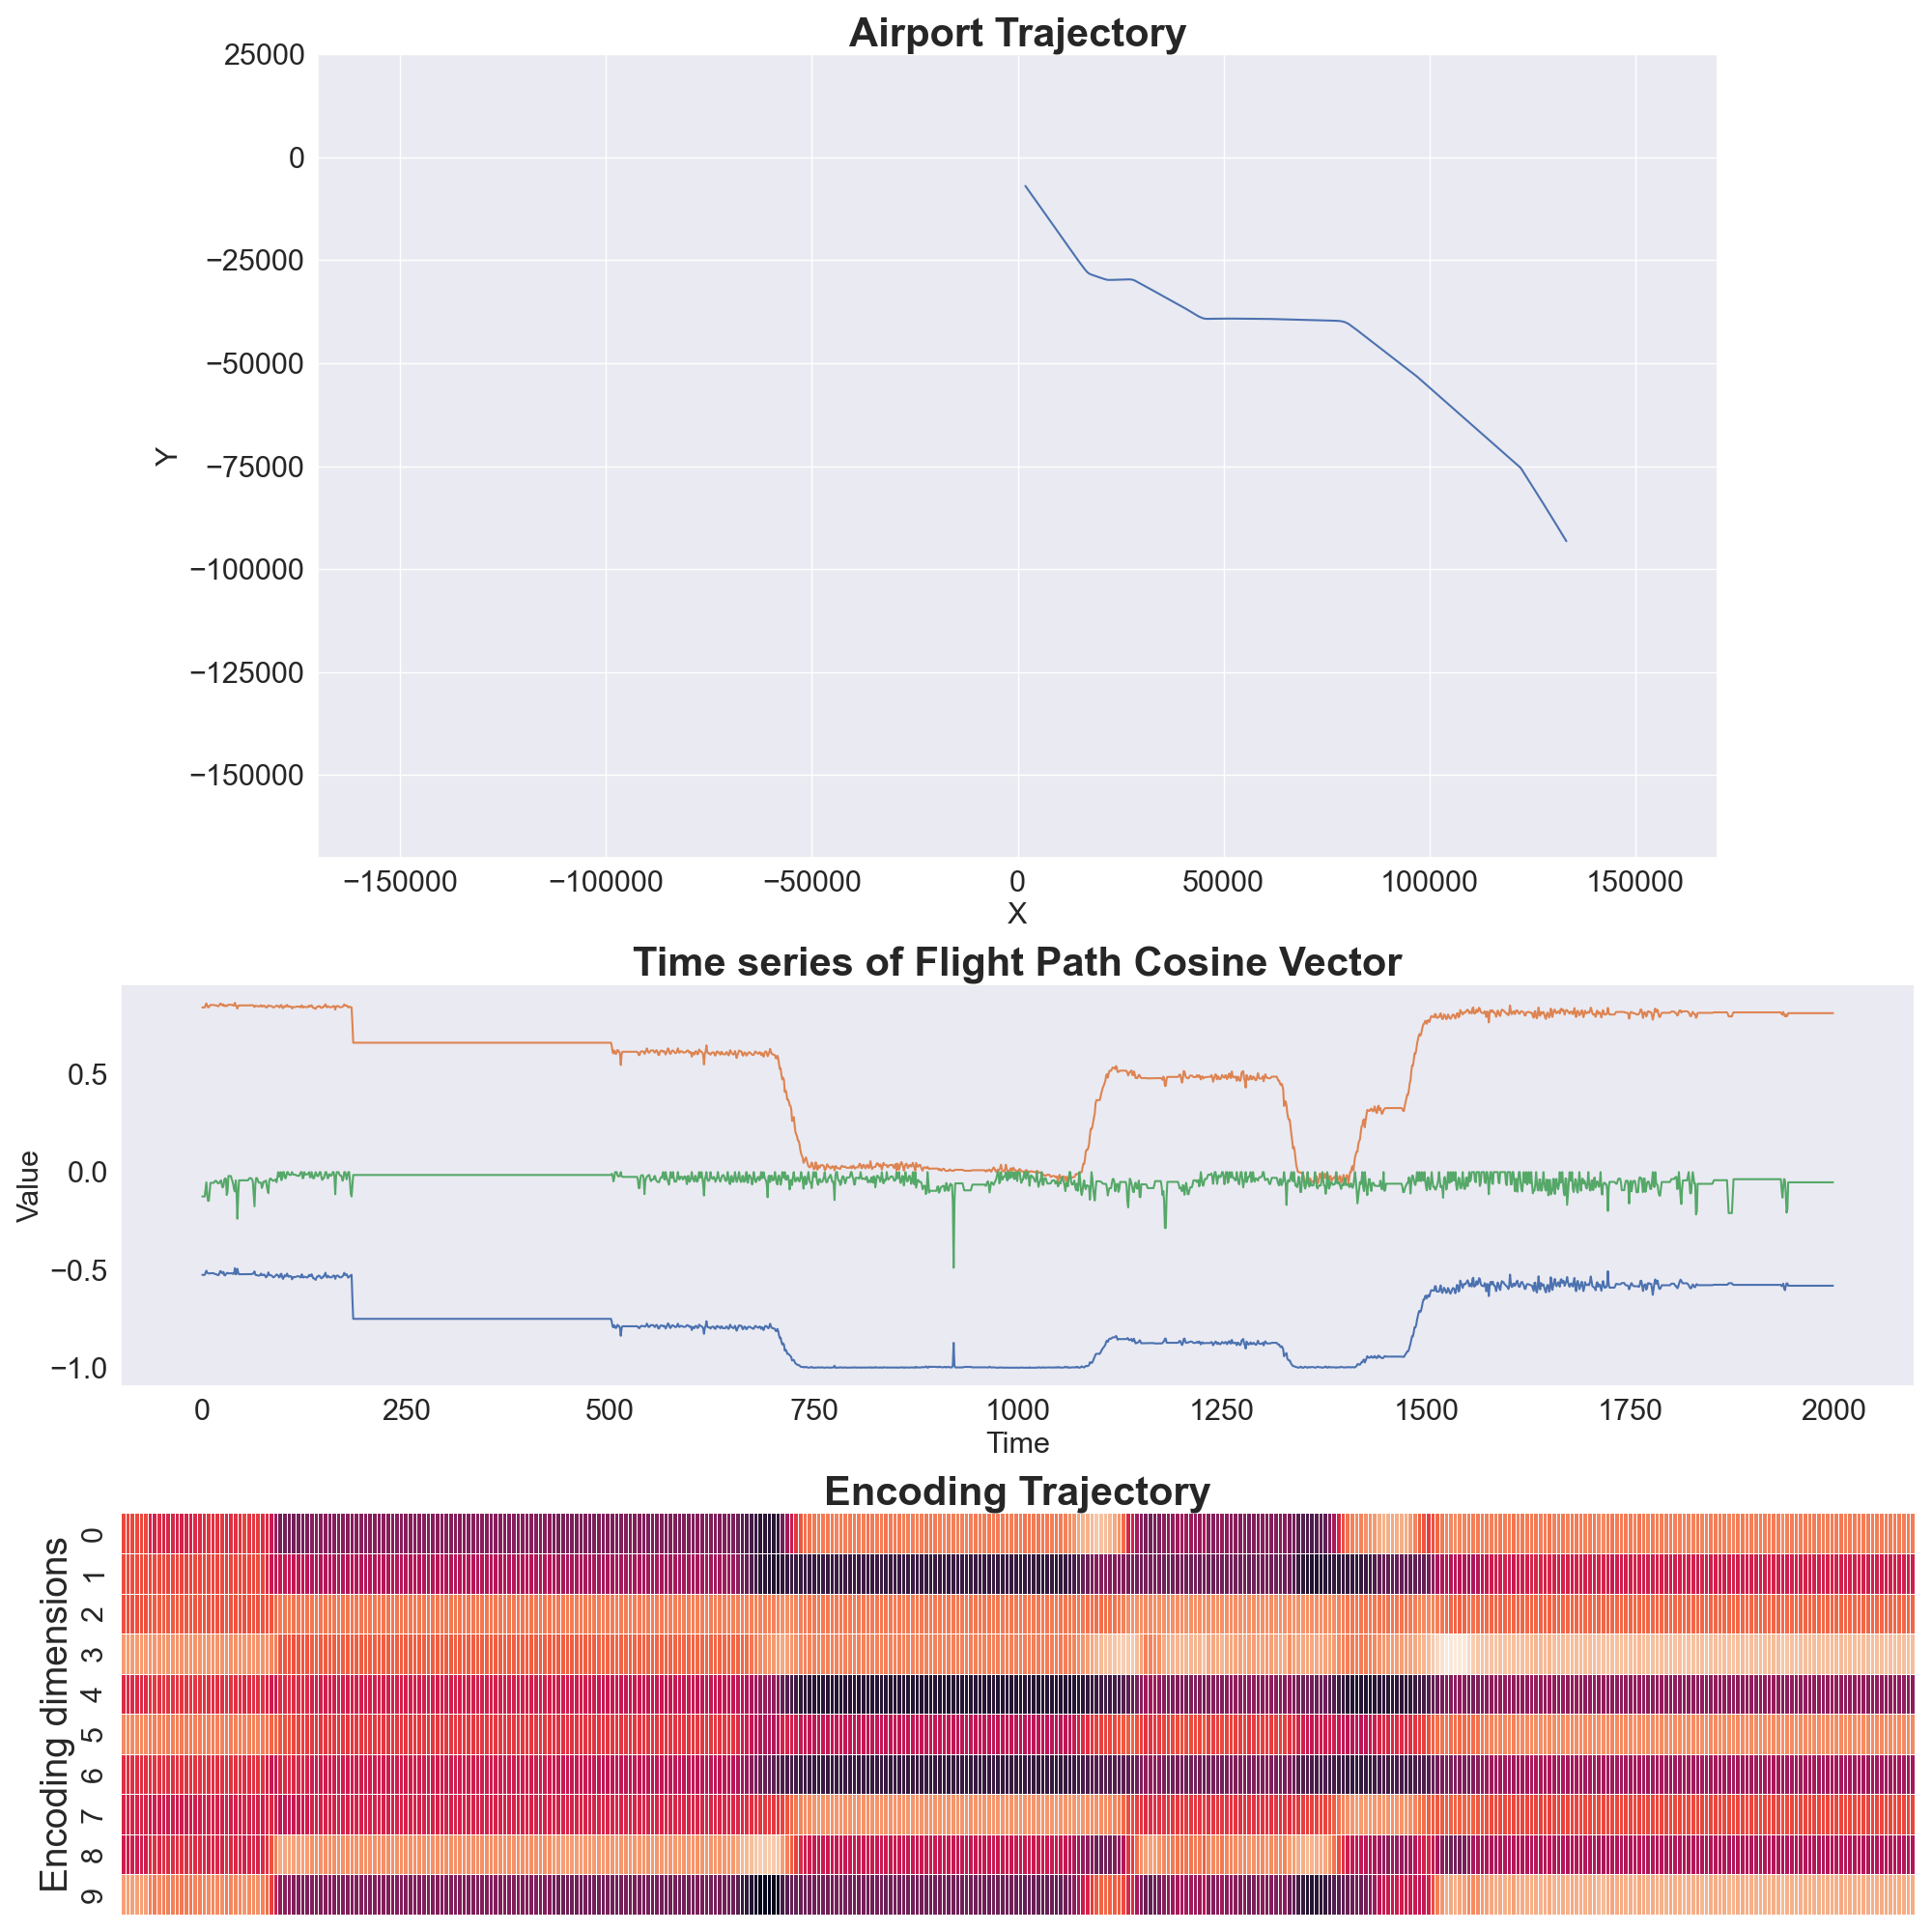 Airport Trajectory
25000
0
−25000
−50000
−75000
−100000
−125000
−150000
Y
−150000 −100000 −50000 0 50000 100000 150000
X
Time series of Flight Path Cosine Vector
0.5
0.0
−0.5
−1.0
Value
0 250 500 750 1000 1250 1500 1750 2000
Time
Encoding Trajectory
0
1
2
3
4
5
6
7
8
9
Encoding dimensions